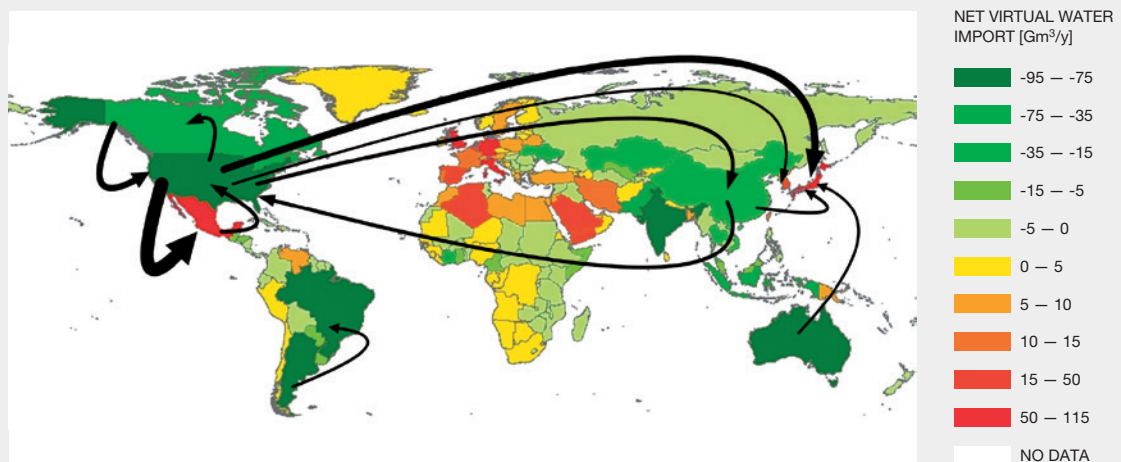 NET VIRTUAL WATER
IMPORT [Gm³/y]
-95 — -75
-75 — -35
-35 — -15
-15 — -5
-5 — 0
0 — 5
5 — 10
10 — 15
15 — 50
50 — 115
NO DATA